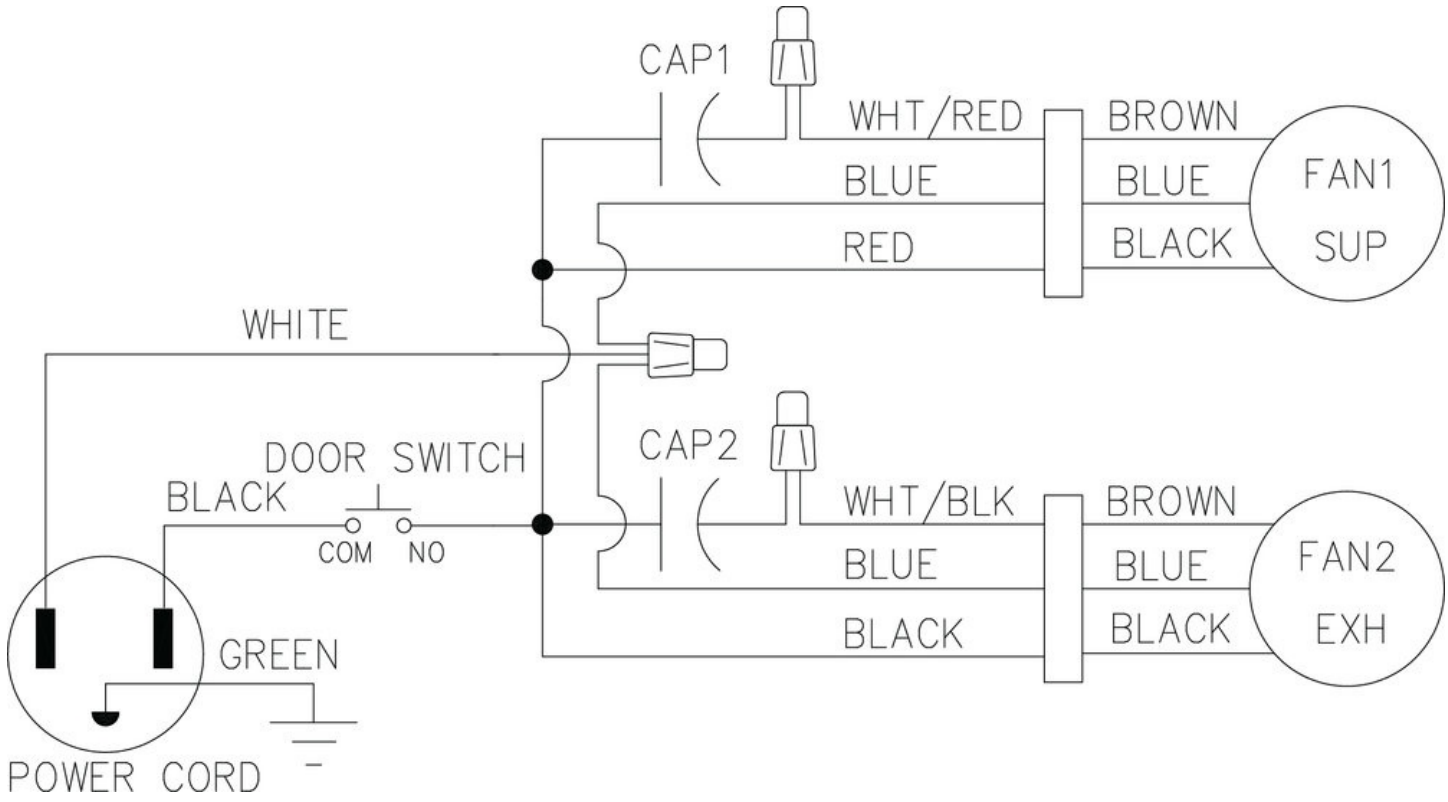 CAP1
WHT/RED
BROWN
BLUE
BLUE
RED
BLACK
FAN1
SUP
WHITE
DOOR SWITCH
BLACK
COM NO
CAP2
WHT/BLK
BROWN
BLUE
BLUE
BLACK
BLACK
FAN2
EXH
GREEN
POWER CORD